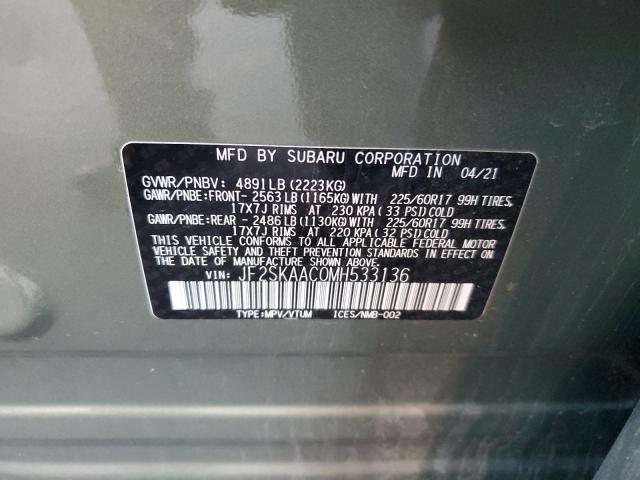 MFD BY SUBARU CORPORATION
MFD IN 04/21
GVWR/PNBV: 4891LB(2223KG)
GAWR/PNBE:FRONT-2563LB(1165KG)WITH 225/60R17 99H TIRES,
17X7J RIMS AT 230 KPA(33 PSI)COLD
GAWR/PNBE:REAR -2486LB(1130KG)WITH 225/60R17 99H TIRES,
17X7J RIMS AT 220 KPA(32 PSI)COLD
THIS VEHICLE CONFORMS TO ALL APPLICABLE FEDERAL MOTOR
VEHICLE SAFETY AND THEFT PREVENTION STANDARDS IN EFFECT ON
THE DATE OF MANUFACTURE SHOWN ABOVE.
VIN: JF2SKAAC0MH533136
TYPE:MPV/VTUM ICES/NMB-002